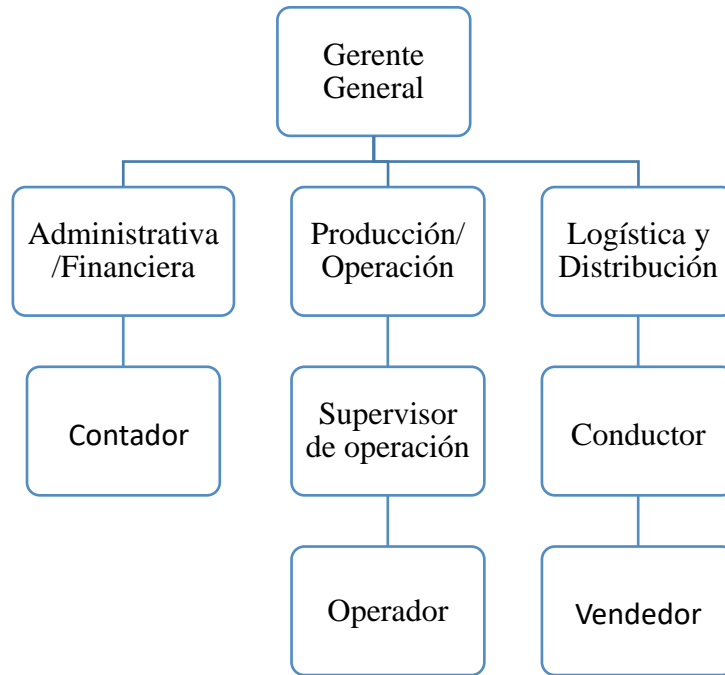 Gerente
General
Administrativa
/Financiera
Producción/
Operación
Logística y
Distribución
Contador
Supervisor
de operación
Conductor
Operador
Vendedor